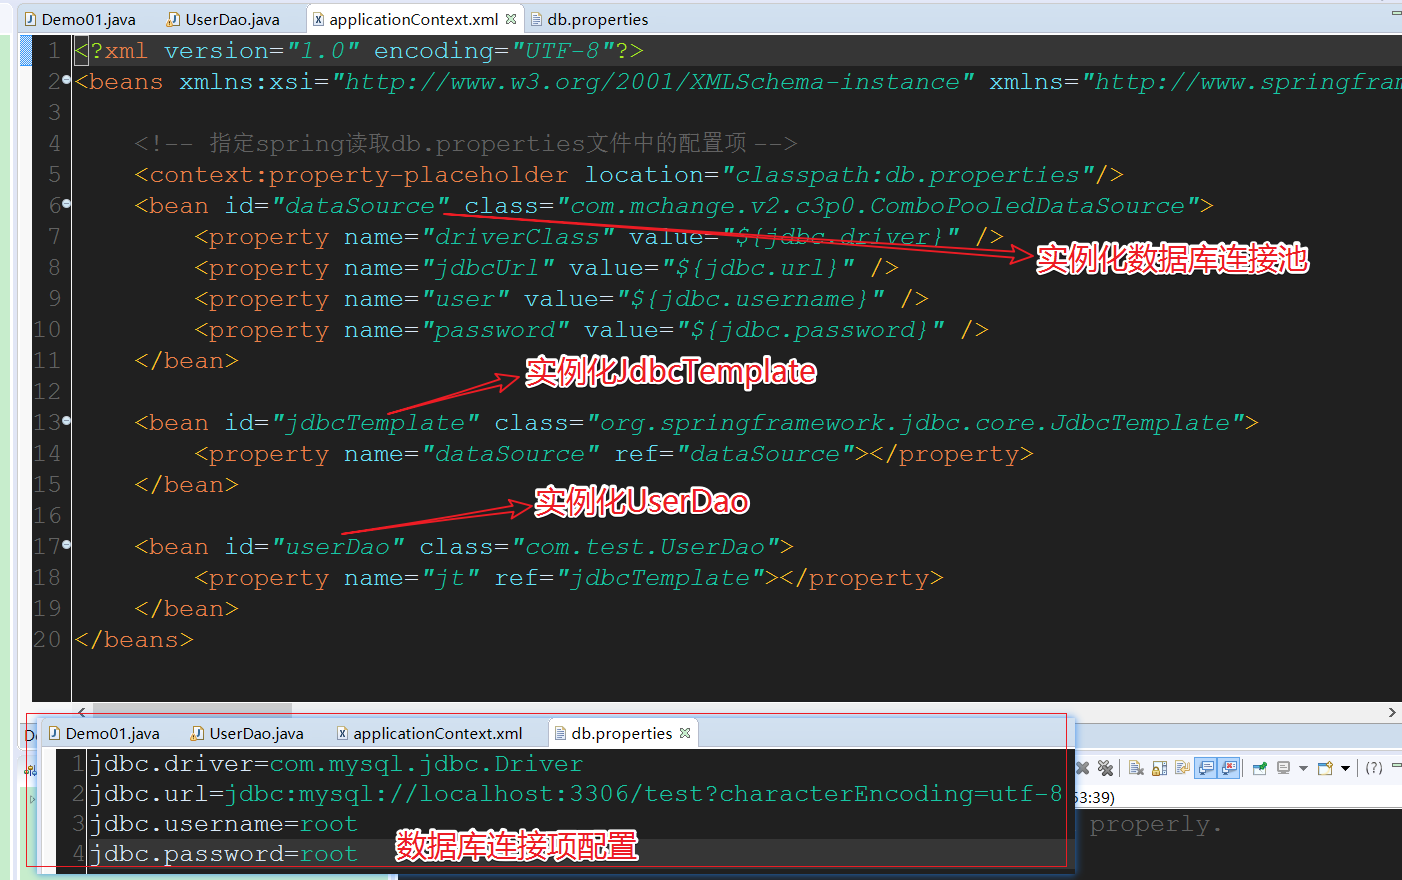 Demo01.java UserDao.java applicationContext.xml db.properties
1 <?xml version="1.0" encoding="UTF-8"?>
2 <beans xmlns:xsi="http://www.w3.org/2001/XMLSchema-instance" xmlns="http://www.springfram
3
4 <!-- 指定spring读取db.properties文件中的配置项 -->
5 <context:property-placeholder location="classpath:db.properties"/>
6 <bean id="dataSource" class="com.mchange.v2.c3p0.ComboPooledDataSource">
7 <property name="driverClass" value="${jdbc.driver}" />
实例化数据库连接池
8 <property name="jdbcUrl" value="${jdbc.url}" />
9 <property name="user" value="${jdbc.username}" />
10 <property name="password" value="${jdbc.password}" />
11 </bean>
实例化JdbcTemplate
12
13 <bean id="jdbcTemplate" class="org.springframework.jdbc.core.JdbcTemplate">
14 <property name="dataSource" ref="dataSource"></property>
15 </bean>
实例化UserDao
16
17 <bean id="userDao" class="com.test.UserDao">
18 <property name="jt" ref="jdbcTemplate"></property>
19 </bean>
20 </beans>
Demo01.java UserDao.java applicationContext.xml db.properties
1 jdbc.driver=com.mysql.jdbc.Driver
2 jdbc.url=jdbc:mysql://localhost:3306/test?characterEncoding=utf-8
53:39)
3 jdbc.username=root
properly.
4 jdbc.password=root
数据库连接项配置